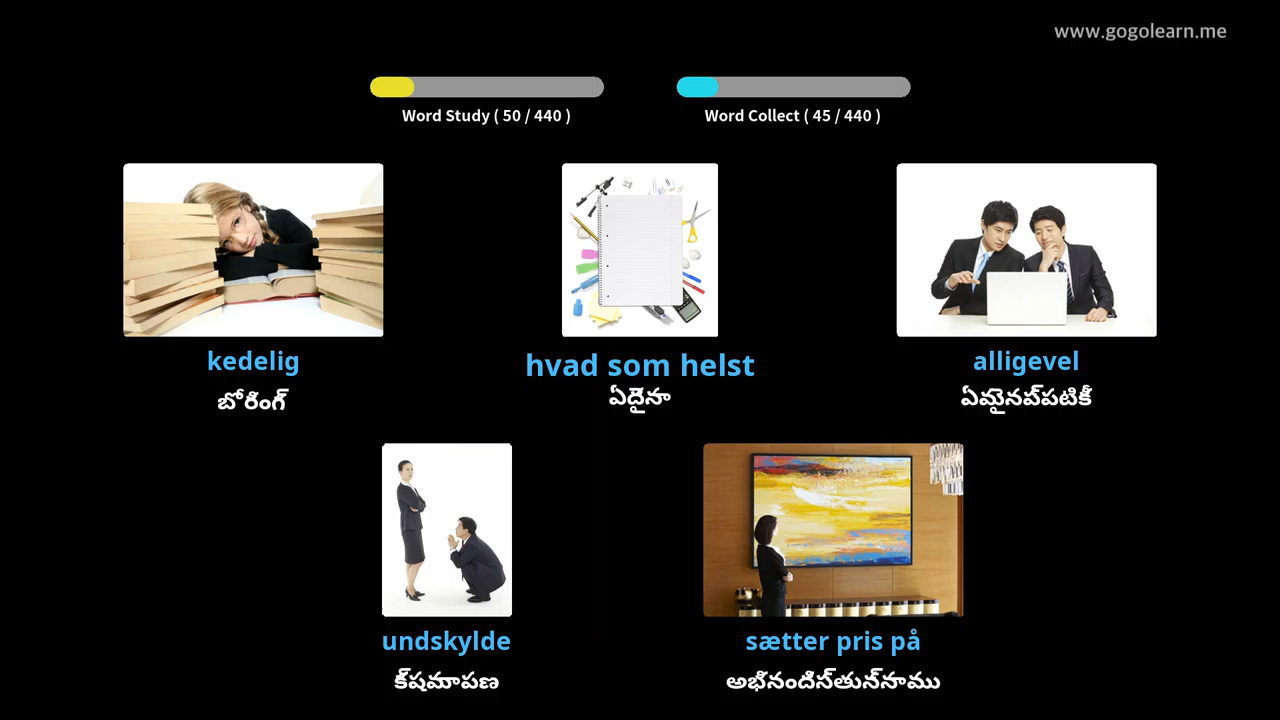 www.gogolearn.me
Word Study ( 50 / 440 )
Word Collect ( 45 / 440 )
kedelig
బోరింగ్
hvad som helst
ఏదైనా
alligevel
ఏమైనప్పటికీ
undskylde
క్షమాపణ
sætter pris på
అభినందిస్తున్నాము